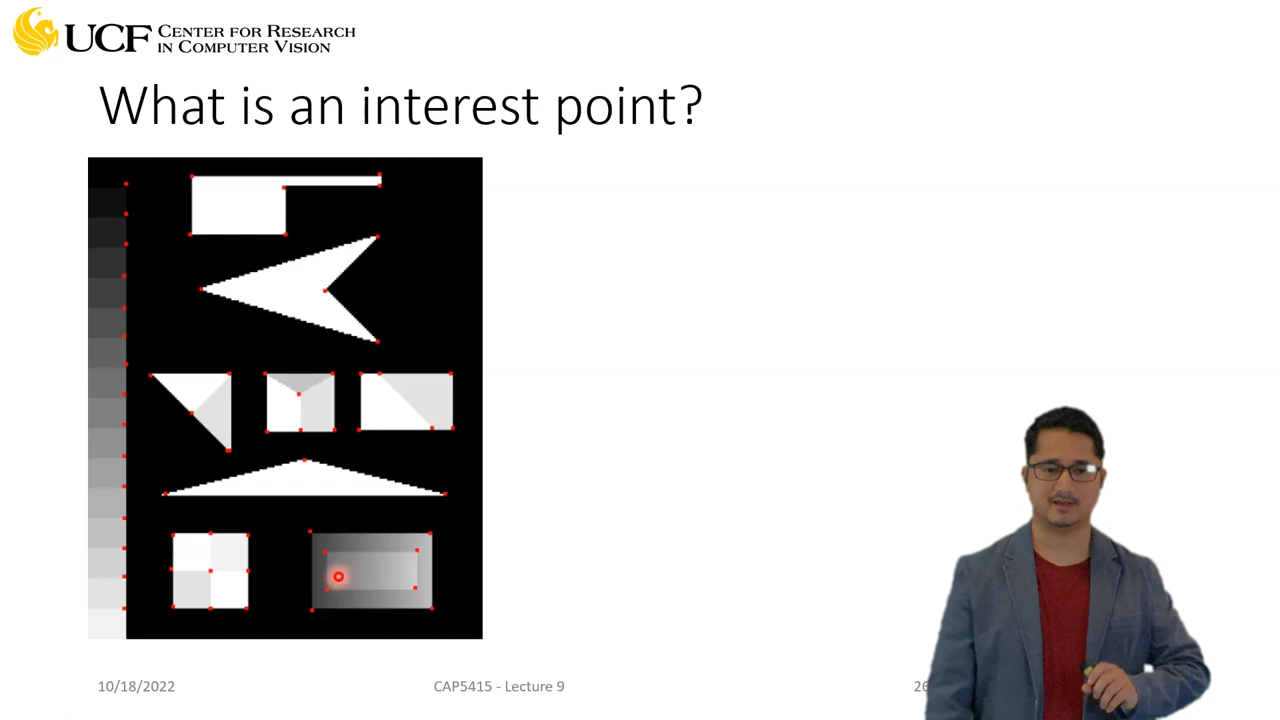 UCF CENTER FOR RESEARCH
IN COMPUTER VISION
What is an interest point?
10/18/2022
CAP5415 - Lecture 9
26